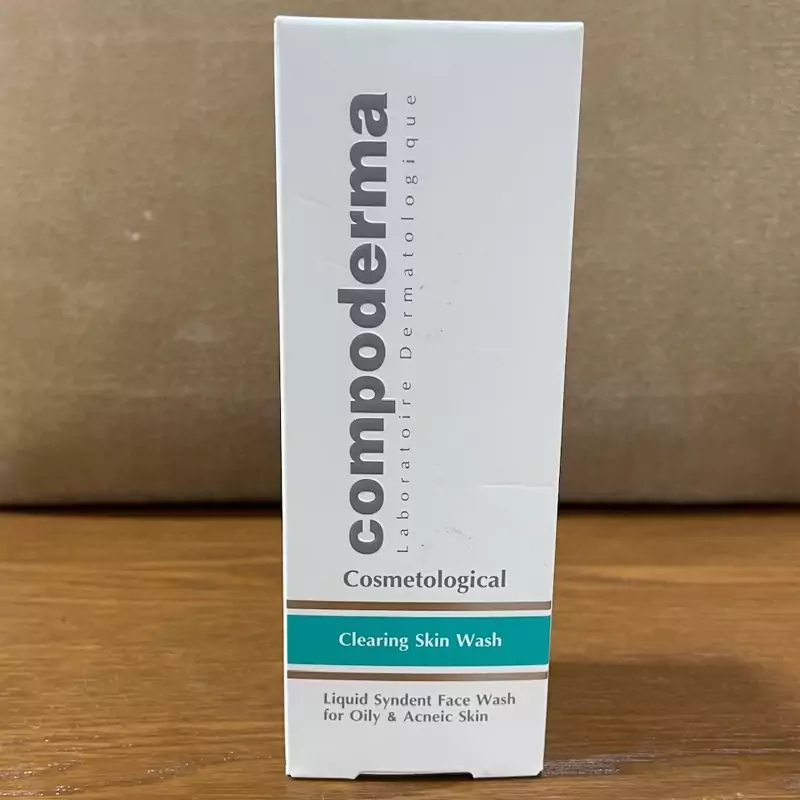 compoderma
Laboratoire Dermatologique
Cosmetological
Clearing Skin Wash
Liquid Syndent Face Wash
for Oily & Acneic Skin